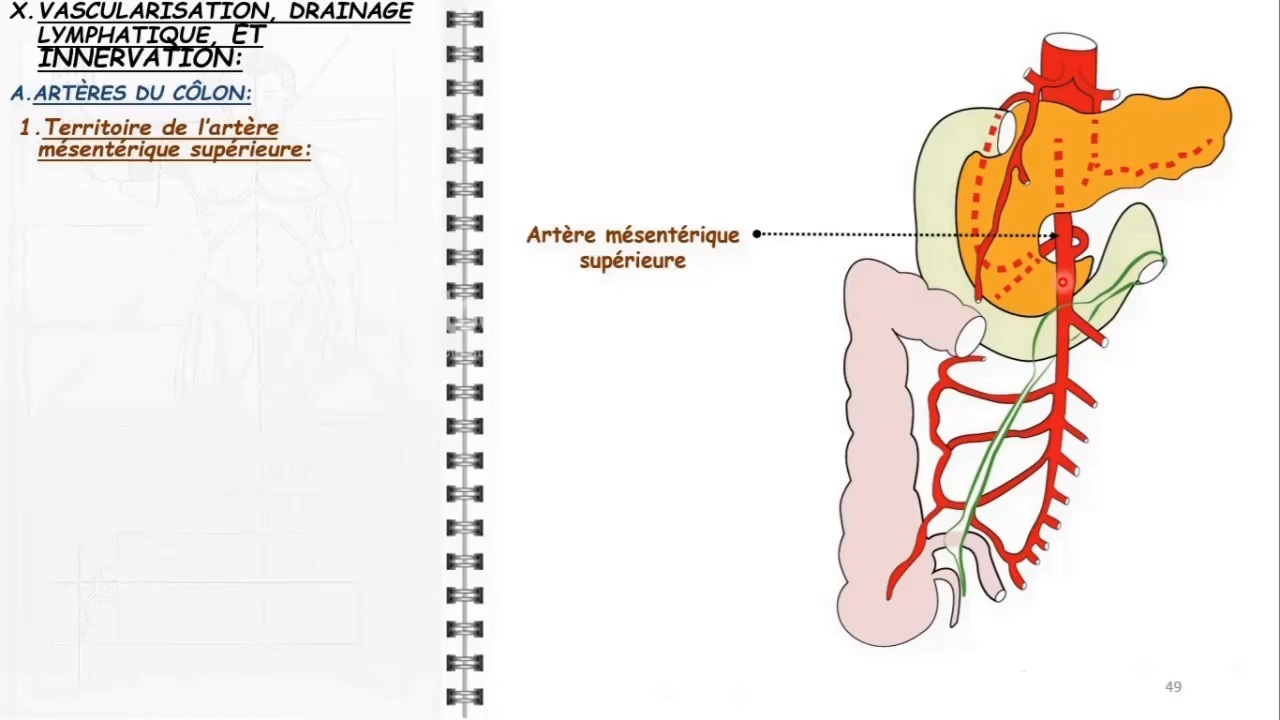 X. VASCULARISATION, DRAINAGE
LYMPHATIQUE, ET
INNERVATION:
A. ARTÈRES DU CÔLON:
1. Territoire de l'artère
mésentérique supérieure:
Artère mésentérique
supérieure
49